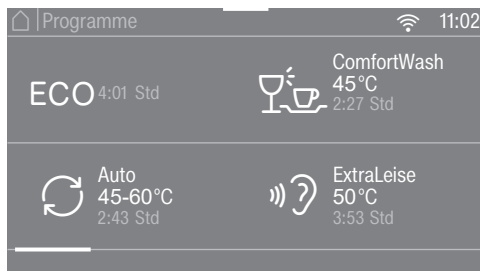 Programme
11:02
ECO 4:01 Std
ComfortWash
45°C
2:27 Std
Auto
45-60°C
2:43 Std
ExtraLeise
50°C
3:53 Std